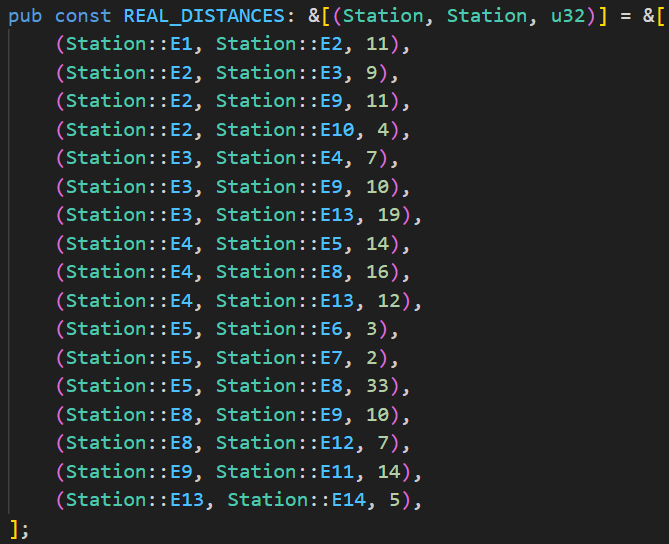 pub const REAL_DISTANCES: &[(Station, Station, u32)] = &[
    (Station::E1, Station::E2, 11),
    (Station::E2, Station::E3, 9),
    (Station::E2, Station::E9, 11),
    (Station::E2, Station::E10, 4),
    (Station::E3, Station::E4, 7),
    (Station::E3, Station::E9, 10),
    (Station::E3, Station::E13, 19),
    (Station::E4, Station::E5, 14),
    (Station::E4, Station::E8, 16),
    (Station::E4, Station::E13, 12),
    (Station::E5, Station::E6, 3),
    (Station::E5, Station::E7, 2),
    (Station::E5, Station::E8, 33),
    (Station::E8, Station::E9, 10),
    (Station::E8, Station::E12, 7),
    (Station::E9, Station::E11, 14),
    (Station::E13, Station::E14, 5),
];